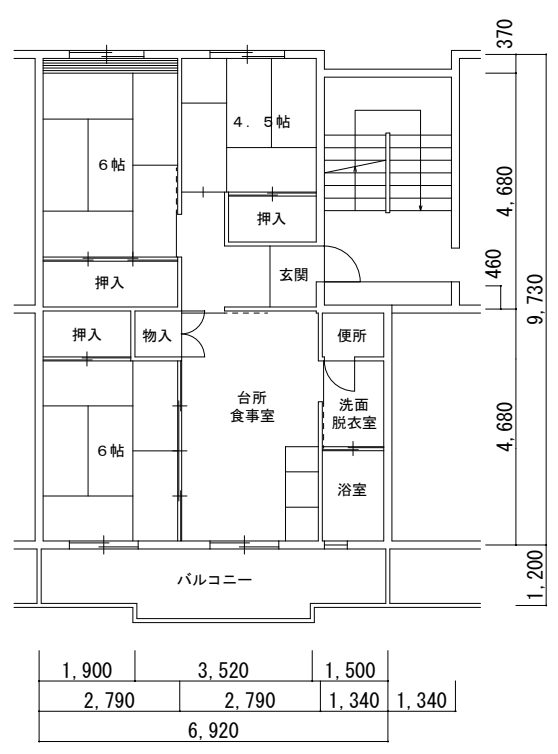 370
4．5帖
6帖
4,680
押入
460
玄関
押入
9,730
押入
物入
便所
台所
食事室
洗面
脱衣室
4,680
6帖
浴室
バルコニー
1,200
1,900
3,520
1,500
2,790
2,790
1,340
1,340
6,920